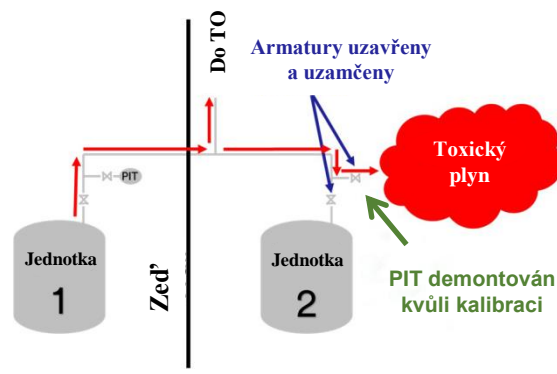 Do TO
Armatury uzavřeny
a uzamčeny
Toxický
plyn
PIT
Jednotka
1
Zeď
Jednotka
2
PIT demontován
kvůli kalibraci